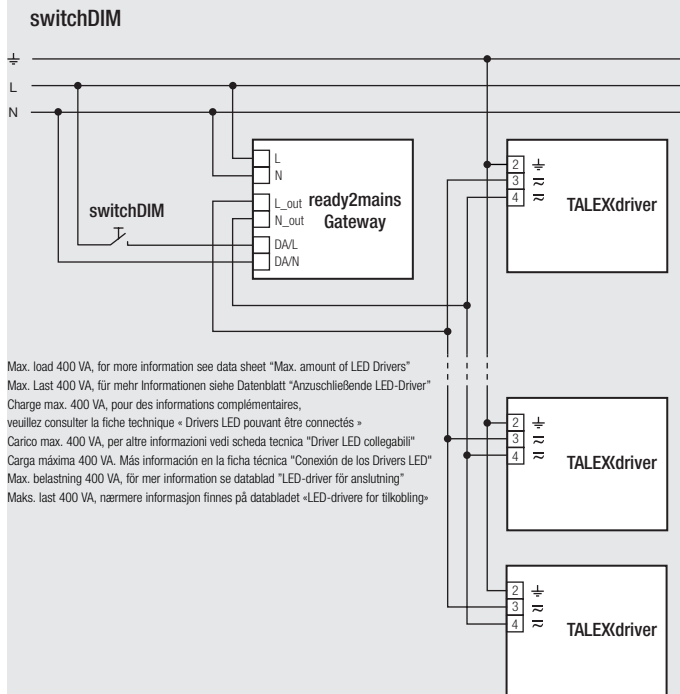 switchDIM
L
N
L
N
L_out
N_out
DA/L
DA/N
ready2mains
Gateway
switchDIM
2
3
4
TALEXXdriver
Max. load 400 VA, for more information see data sheet “Max. amount of LED Drivers”
Max. Last 400 VA, für mehr Informationen siehe Datenblatt “Anzuschließende LED-Driver”
Charge max. 400 VA, pour des informations complémentaires,
veuillez consulter la fiche technique « Drivers LED pouvant être connectés »
Carico max. 400 VA, per altre informazioni vedi scheda tecnica "Driver LED collegabili"
Carga máxima 400 VA. Más información en la ficha técnica "Conexión de los Drivers LED"
Max. belastning 400 VA, för mer information se datablad ”LED-driver för anslutning”
Maks. last 400 VA, nærmere informasjon finnes på databladet «LED-drivere for tilkobling»
2
3
4
TALEXXdriver
2
3
4
TALEXXdriver